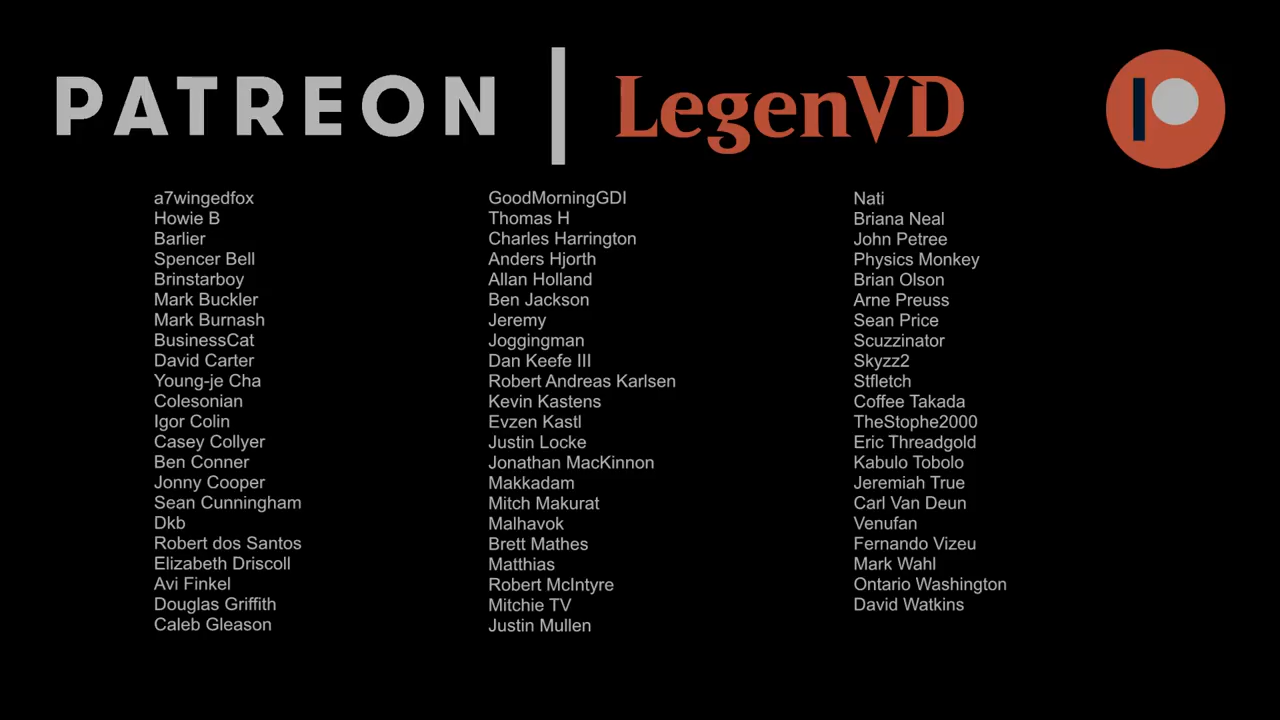 PATREON | LegenVD
a7wingedfox
Howie B
Barlier
Spencer Bell
Brinstarboy
Mark Buckler
Mark Burnash
BusinessCat
David Carter
Young-je Cha
Colesonian
Igor Colin
Casey Collyer
Ben Conner
Jonny Cooper
Sean Cunningham
Dkb
Robert dos Santos
Elizabeth Driscoll
Avi Finkel
Douglas Griffith
Caleb Gleason
GoodMorningGDI
Thomas H
Charles Harrington
Anders Hjorth
Allan Holland
Ben Jackson
Jeremy
Joggingman
Dan Keefe III
Robert Andreas Karlsen
Kevin Kastens
Evzen Kastl
Justin Locke
Jonathan MacKinnon
Makkadam
Mitch Makurat
Malhavok
Brett Mathes
Matthias
Robert McIntyre
Mitchie TV
Justin Mullen
Nati
Briana Neal
John Petree
Physics Monkey
Brian Olson
Arne Preuss
Sean Price
Scuzzinator
Skyzz2
Stfletch
Coffee Takada
TheStophe2000
Eric Threadgold
Kabulo Tobolo
Jeremiah True
Carl Van Deun
Venufan
Fernando Vizeu
Mark Wahl
Ontario Washington
David Watkins